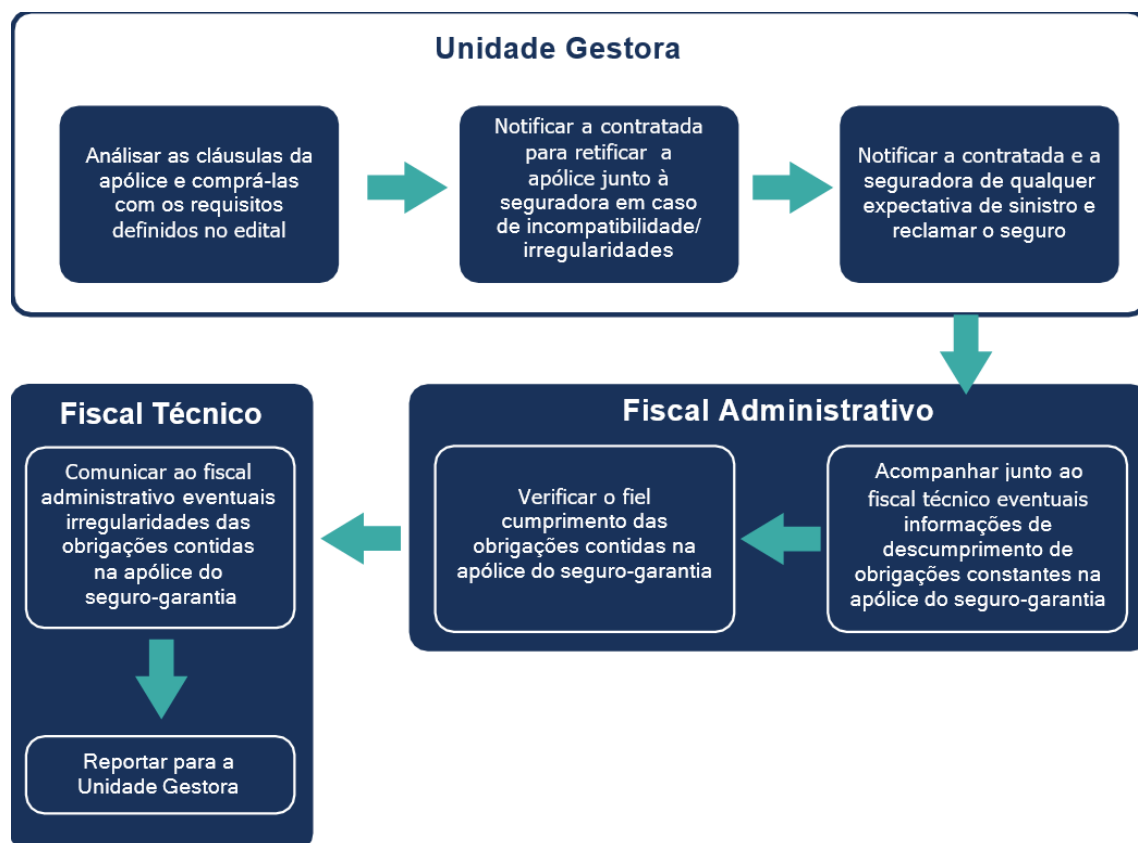 Unidade Gestora
Análisar as cláusulas da
apólice e comprá-las
com os requisitos
definidos no edital
Notificar a contratada
para retificar a
apólice junto à
seguradora em caso
de incompatibilidade/
irregularidades
Notificar a contratada e a
seguradora de qualquer
expectativa de sinistro e
reclamar o seguro
Fiscal Administrativo
Acompanhar junto ao
fiscal técnico eventuais
informações de
descumprimento de
obrigações constantes na
apólice do seguro-garantia
Verificar o fiel
cumprimento das
obrigações contidas na
apólice do seguro-garantia
Fiscal Técnico
Comunicar ao fiscal
administrativo eventuais
irregularidades das
obrigações contidas
na apólice do
seguro-garantia
Reportar para a
Unidade Gestora